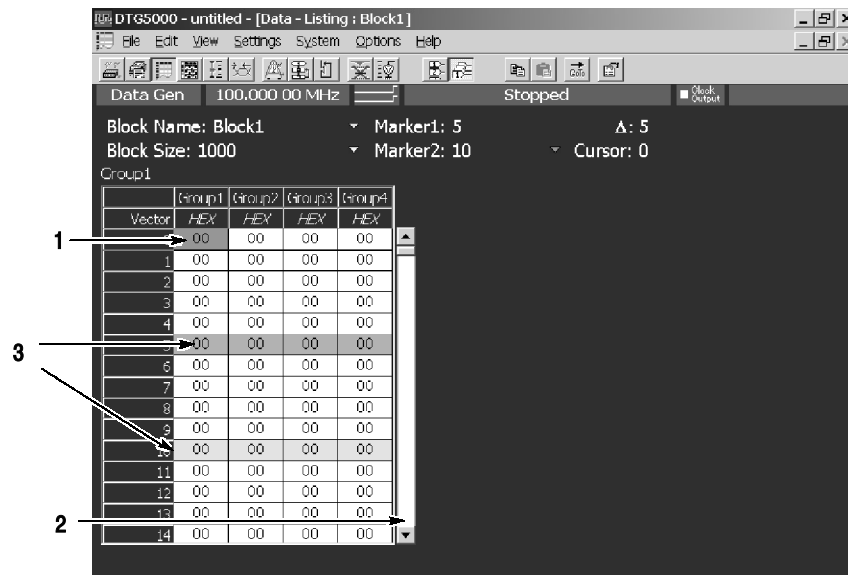 DTG5000 - untitled - [Data - Listing : Block1]
File Edit View Settings System Options Help
Data Gen 100.000 00 MHz Stopped Clock Output
Block Name: Block1 Marker1: 5 Δ: 5
Block Size: 1000 Marker2: 10 Cursor: 0
Group1
Group1 Group2 Group3 Group4
Vector HEX HEX HEX HEX
1 00 00 00 00
1 00 00 00 00
2 00 00 00 00
3 00 00 00 00
4 00 00 00 00
3 5 00 00 00 00
6 00 00 00 00
7 00 00 00 00
8 00 00 00 00
9 00 00 00 00
10 00 00 00 00
11 00 00 00 00
12 00 00 00 00
2 13 00 00 00 00
14 00 00 00 00